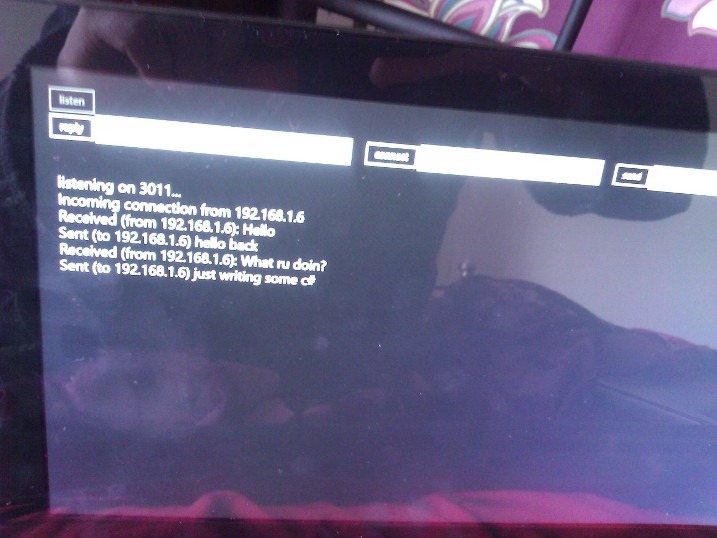 listen
reply
connect
send
listening on 3011...
Incoming connection from 192.168.1.6
Received (from 192.168.1.6): Hello
Sent (to 192.168.1.6) hello back
Received (from 192.168.1.6): What ru doin?
Sent (to 192.168.1.6) just writing some c#